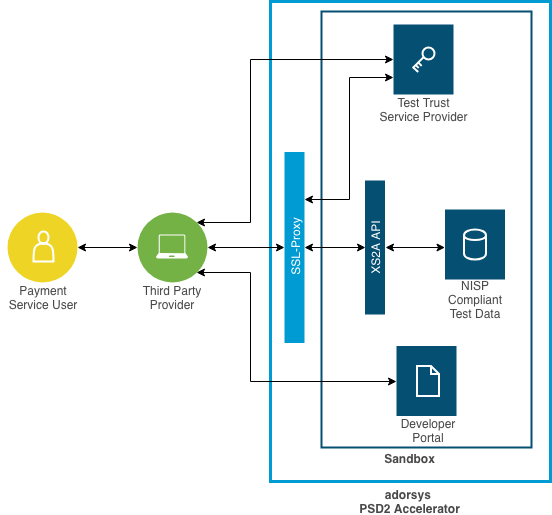 Test Trust
Service Provider
SSL-Proxy
XS2A API
Payment
Service User
Third Party
Provider
NISP
Compliant
Test Data
Developer
Portal
Sandbox
adorsys
PSD2 Accelerator